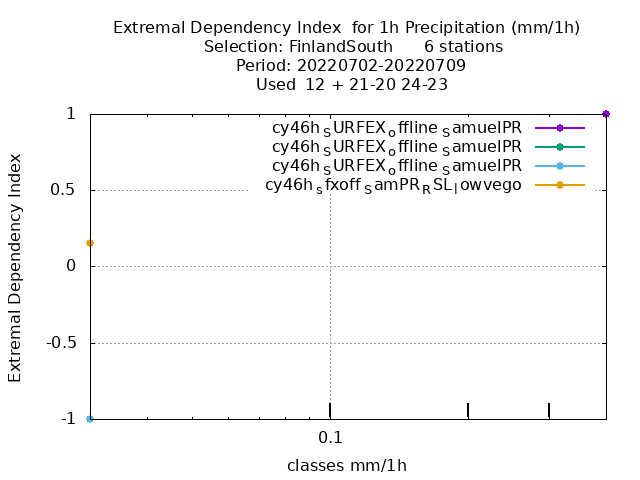 Extremal Dependency Index  for 1h Precipitation (mm/1h)
Selection: FinlandSouth      6 stations
Period: 20220702-20220709
Used  12 + 21-20 24-23
cy46h_SURFEX_offline_SamuelPR
cy46h_SURFEX_offline_SamuelPR
cy46h_SURFEX_offline_SamuelPR
cy46h_sfxoff_SamPR_RSL_lowvego
1
0.5
0
-0.5
-1
Extremal Dependency Index
0.1
classes mm/1h